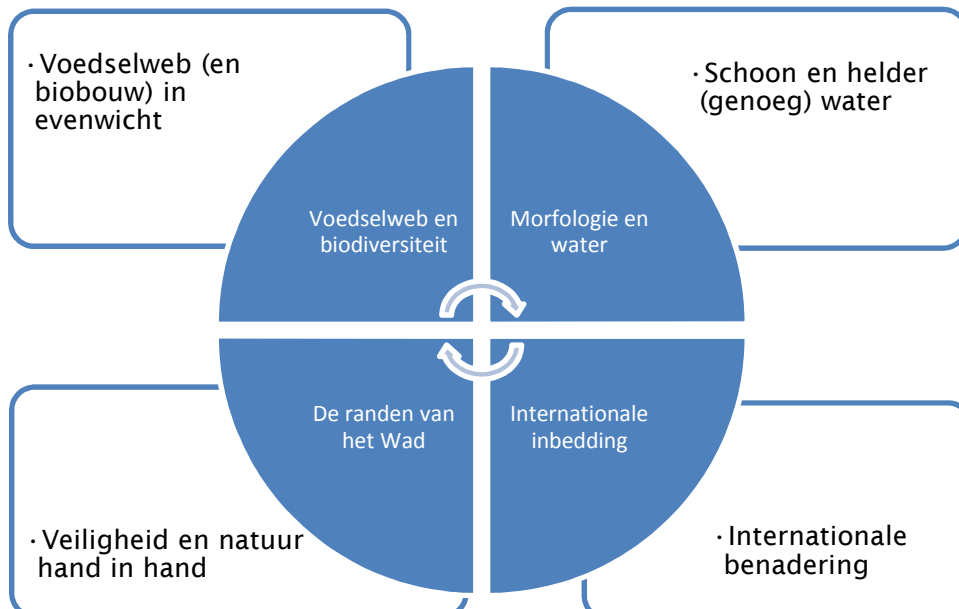 · Voedselweb (en
biobouw) in
evenwicht
· Schoon en helder
(genoeg) water
Voedselweb en
biodiversiteit
Morfologie en
water
De randen van
het Wad
Internationale
inbedding
· Veiligheid en natuur
hand in hand
· Internationale
benadering